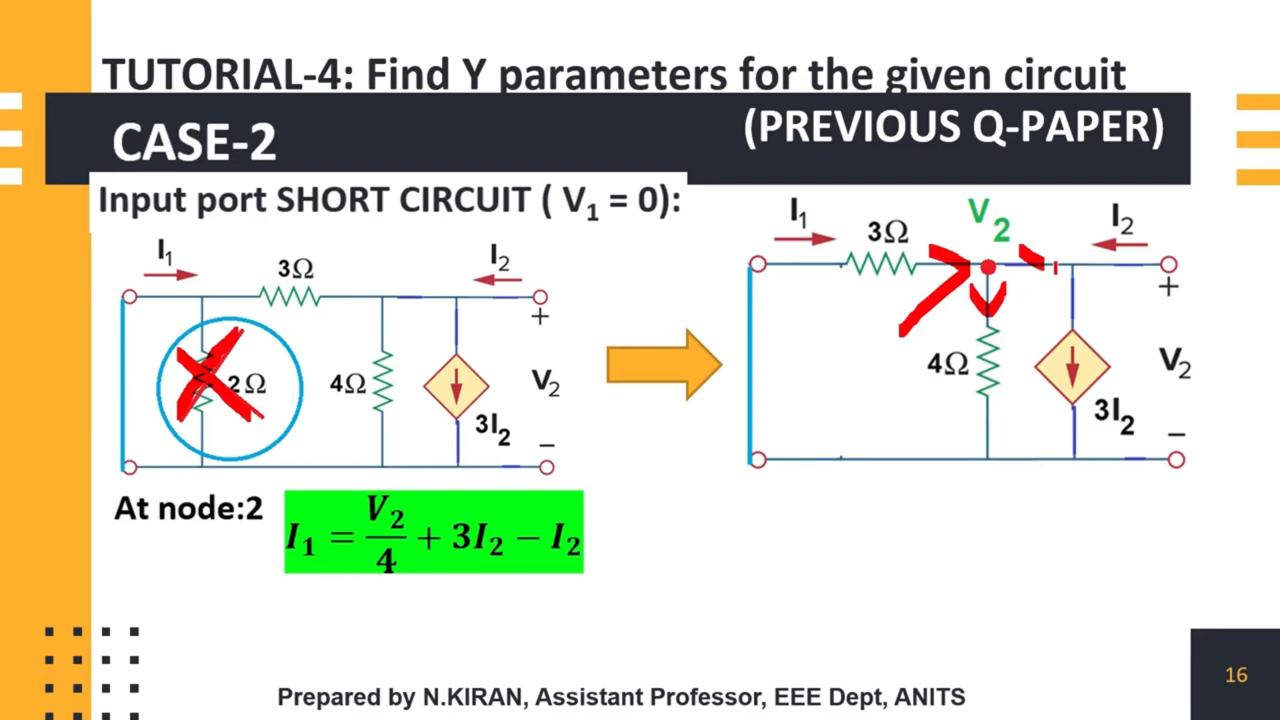 TUTORIAL-4: Find Y parameters for the given circuit
(PREVIOUS Q-PAPER)
CASE-2
Input port SHORT CIRCUIT ( V₁ = 0):
I₁
3Ω
I₂
2Ω
4Ω
3I₂
+
V₂
−
I₁
3Ω
V₂
I₂
4Ω
3I₂
+
V₂
−
At node:2
I₁ = V₂/4 + 3I₂ − I₂
Prepared by N.KIRAN, Assistant Professor, EEE Dept, ANITS
16